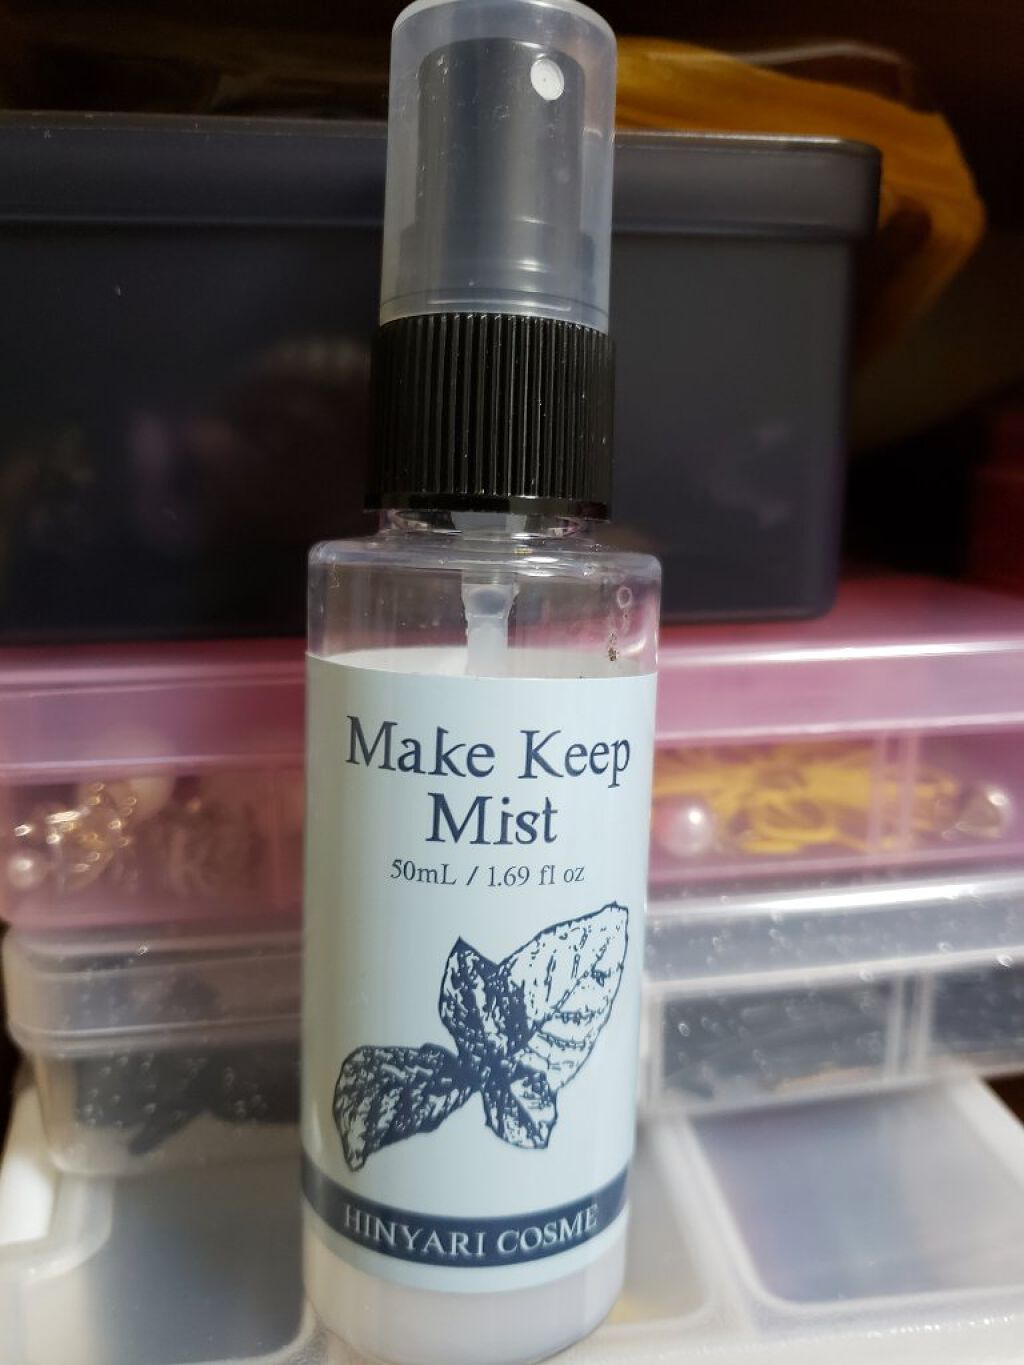 Make Keep
Mist
50mL / 1.69 fl oz
HINYARI COSME